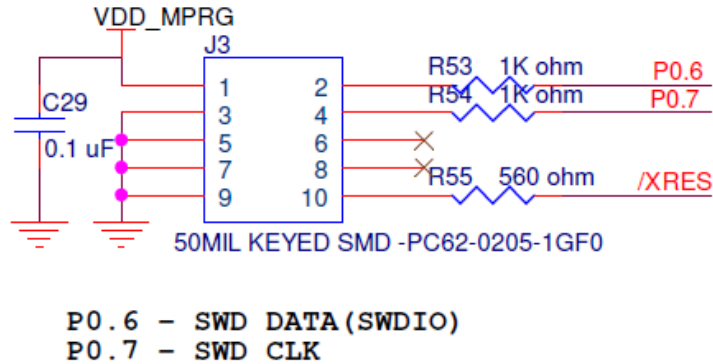 VDD_MPRG
J3
R53 1K ohm P0.6
1 2
R54 1K ohm P0.7
C29
3 4
0.1 uF
5 6
7 8
R55 560 ohm /XRES
9 10
50MIL KEYED SMD -PC62-0205-1GF0
P0.6 - SWD DATA(SWDIO)
P0.7 - SWD CLK